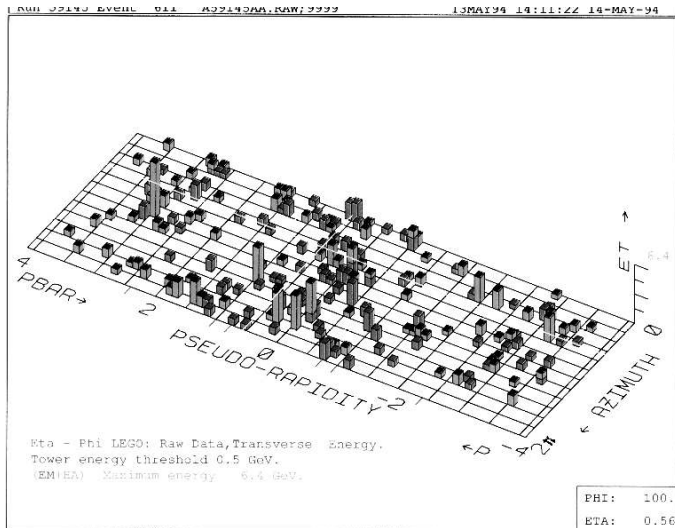 Run 59145 Event 611 A59145AA.RAW;9999 13MAY94 14:11:22 14-MAY-94
ET →
6.4
4
PBAR→
2
PSEUDO-RAPIDITY
0
-2
←P
-4
2π
← AZIMUTH
0
Eta - Phi LEGO: Raw Data,Transverse Energy.
Tower energy threshold 0.5 GeV.
(EM|HA) Maximum energy 6.4 GeV.
PHI: 100.
ETA: 0.56